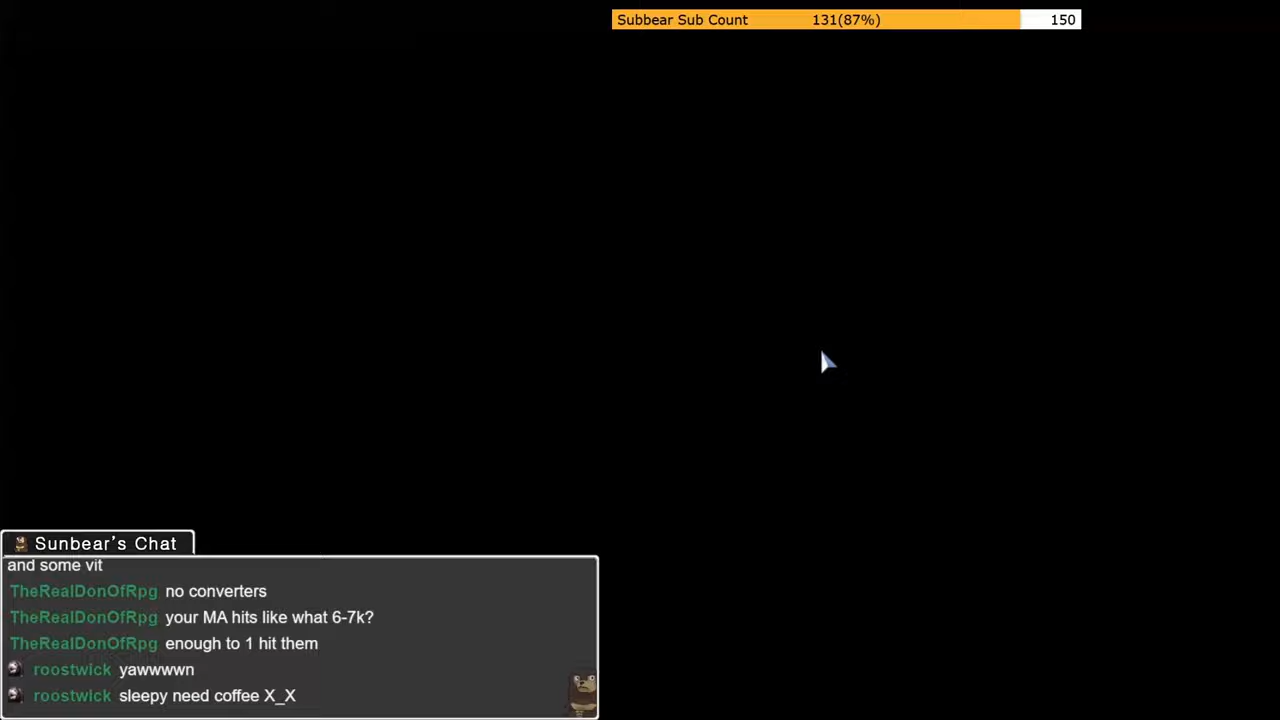 Subbear Sub Count 131(87%) 150
Sunbear's Chat
and some vit
TheRealDonOfRpg no converters
TheRealDonOfRpg your MA hits like what 6-7k?
TheRealDonOfRpg enough to 1 hit them
roostwick yawwwwn
roostwick sleepy need coffee X_X